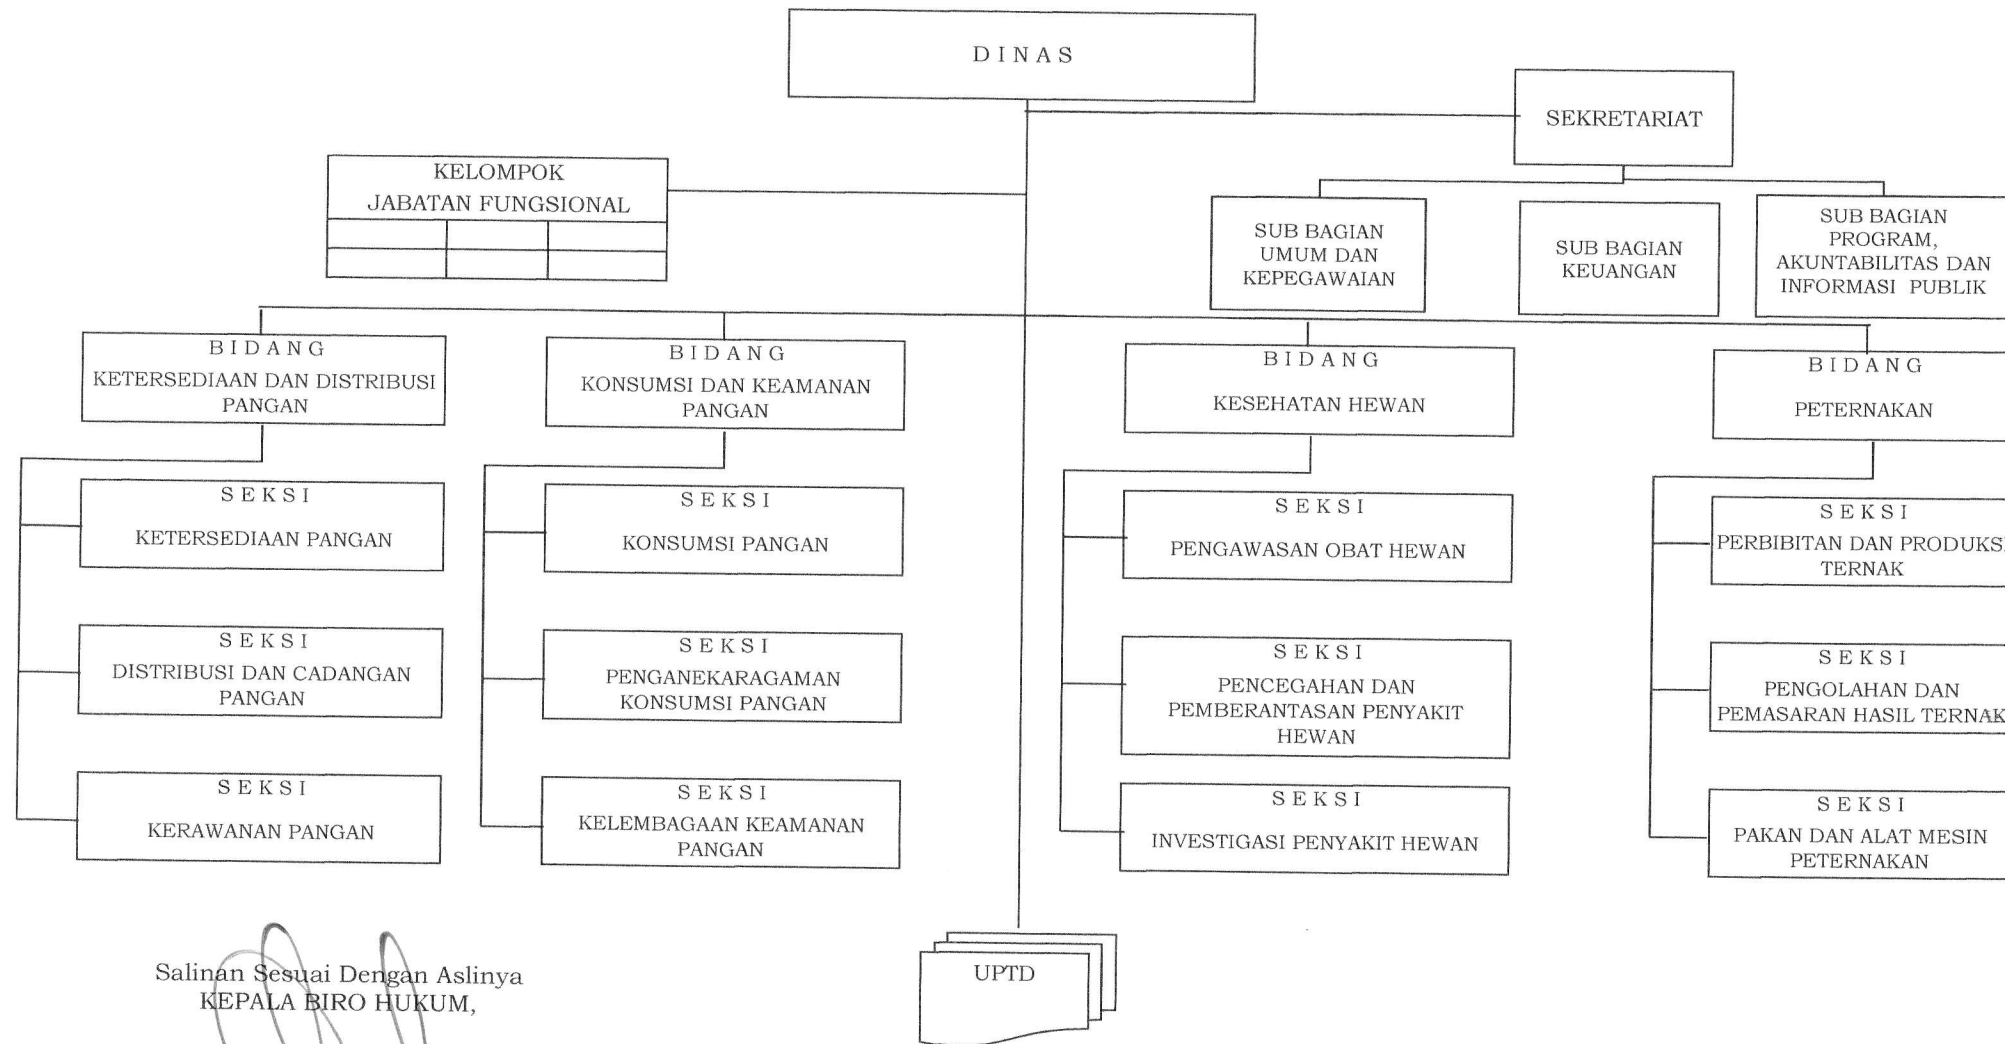 D I N A S
SEKRETARIAT
KELOMPOK
JABATAN FUNGSIONAL
SUB BAGIAN
UMUM DAN
KEPEGAWAIAN
SUB BAGIAN
KEUANGAN
SUB BAGIAN
PROGRAM,
AKUNTABILITAS DAN
INFORMASI PUBLIK
B I D A N G
KETERSEDIAAN DAN DISTRIBUSI
PANGAN
B I D A N G
KONSUMSI DAN KEAMANAN
PANGAN
B I D A N G
KESEHATAN HEWAN
B I D A N G
PETERNAKAN
S E K S I
KETERSEDIAAN PANGAN
S E K S I
KONSUMSI PANGAN
S E K S I
PENGAWASAN OBAT HEWAN
S E K S I
PERBIBITAN DAN PRODUKSI
TERNAK
S E K S I
DISTRIBUSI DAN CADANGAN
PANGAN
S E K S I
PENGANEKARAGAMAN
KONSUMSI PANGAN
S E K S I
PENCEGAHAN DAN
PEMBERANTASAN PENYAKIT
HEWAN
S E K S I
PENGOLAHAN DAN
PEMASARAN HASIL TERNAK
S E K S I
KERAWANAN PANGAN
S E K S I
KELEMBAGAAN KEAMANAN
PANGAN
S E K S I
INVESTIGASI PENYAKIT HEWAN
S E K S I
PAKAN DAN ALAT MESIN
PETERNAKAN
UPTD
Salinan Sesuai Dengan Aslinya
KEPALA BIRO HUKUM,